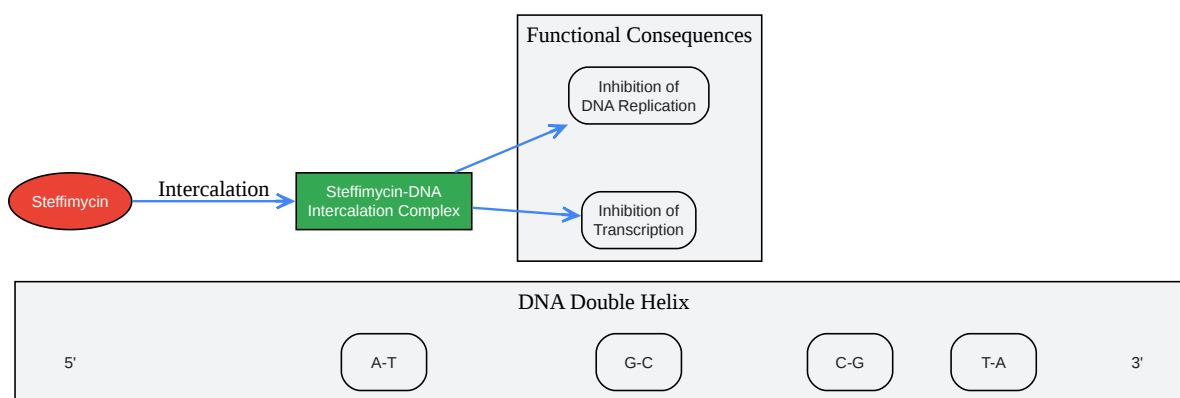 Functional Consequences
Inhibition of
DNA Replication
Steffimycin
Intercalation
Steffimycin-DNA
Intercalation Complex
Inhibition of
Transcription
DNA Double Helix
5'
A-T
G-C
C-G
T-A
3'